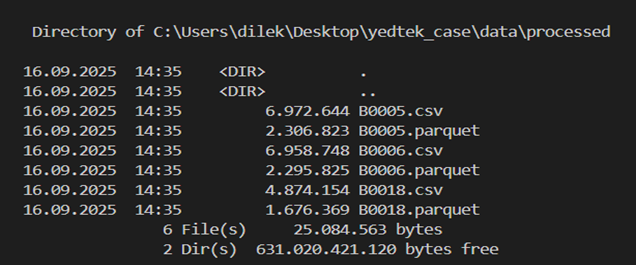 Directory of C:\Users\dilek\Desktop\yedtek_case\data\processed
16.09.2025  14:35    <DIR>          .
16.09.2025  14:35    <DIR>          ..
16.09.2025  14:35         6.972.644 B0005.csv
16.09.2025  14:35         2.306.823 B0005.parquet
16.09.2025  14:35         6.958.748 B0006.csv
16.09.2025  14:35         2.295.825 B0006.parquet
16.09.2025  14:35         4.874.154 B0018.csv
16.09.2025  14:35         1.676.369 B0018.parquet
6 File(s)     25.084.563 bytes
2 Dir(s)  631.020.421.120 bytes free